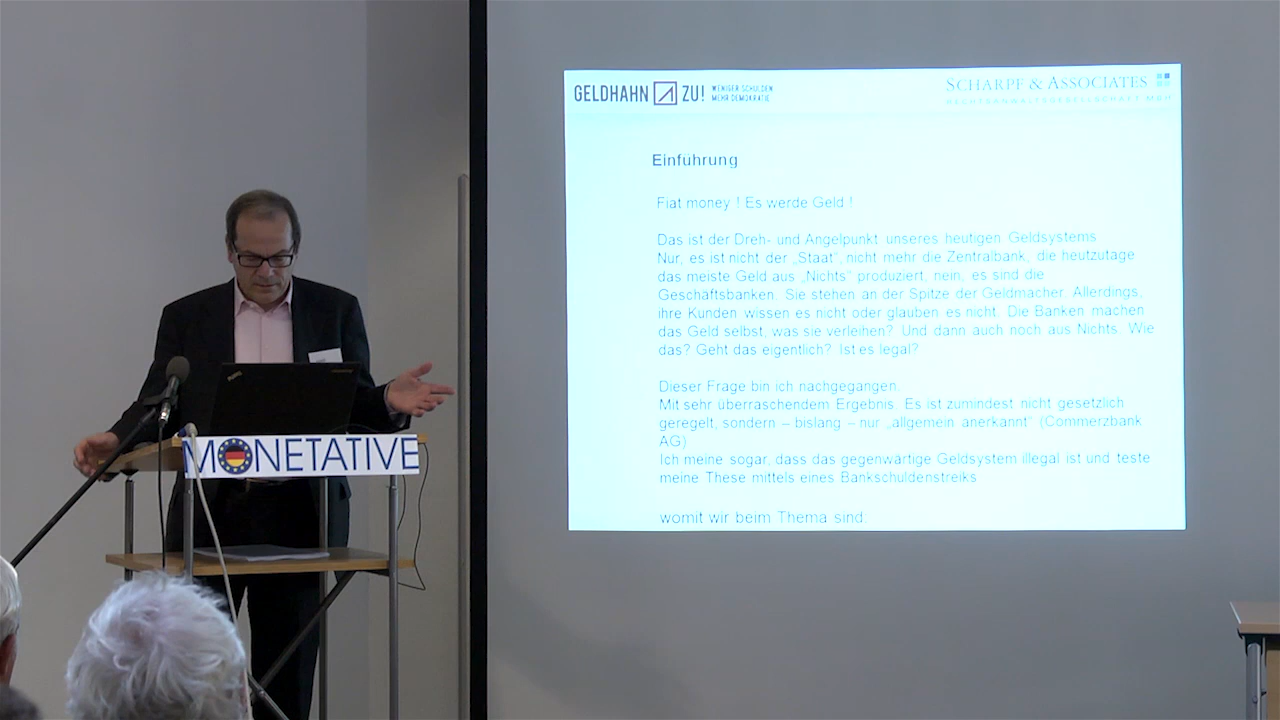 GELDHAHN ZU! WENIGER SCHULDEN
MEHR DEMOKRATIE
SCHARPF & ASSOCIATES
RECHTSANWALTSGESELLSCHAFT MBH
Einführung
Fiat money ! Es werde Geld !
Das ist der Dreh- und Angelpunkt unseres heutigen Geldsystems
Nur, es ist nicht der „Staat“, nicht mehr die Zentralbank, die heutzutage
das meiste Geld aus „Nichts“ produziert, nein, es sind die
Geschäftsbanken. Sie stehen an der Spitze der Geldmacher. Allerdings,
ihre Kunden wissen es nicht oder glauben es nicht. Die Banken machen
das Geld selbst, was sie verleihen? Und dann auch noch aus Nichts. Wie
das? Geht das eigentlich? Ist es legal?
Dieser Frage bin ich nachgegangen.
Mit sehr überraschendem Ergebnis. Es ist zumindest nicht gesetzlich
geregelt, sondern – bislang – nur „allgemein anerkannt“ (Commerzbank
AG)
Ich meine sogar, dass das gegenwärtige Geldsystem illegal ist und teste
meine These mittels eines Bankschuldenstreiks
womit wir beim Thema sind:
MONETATIVE